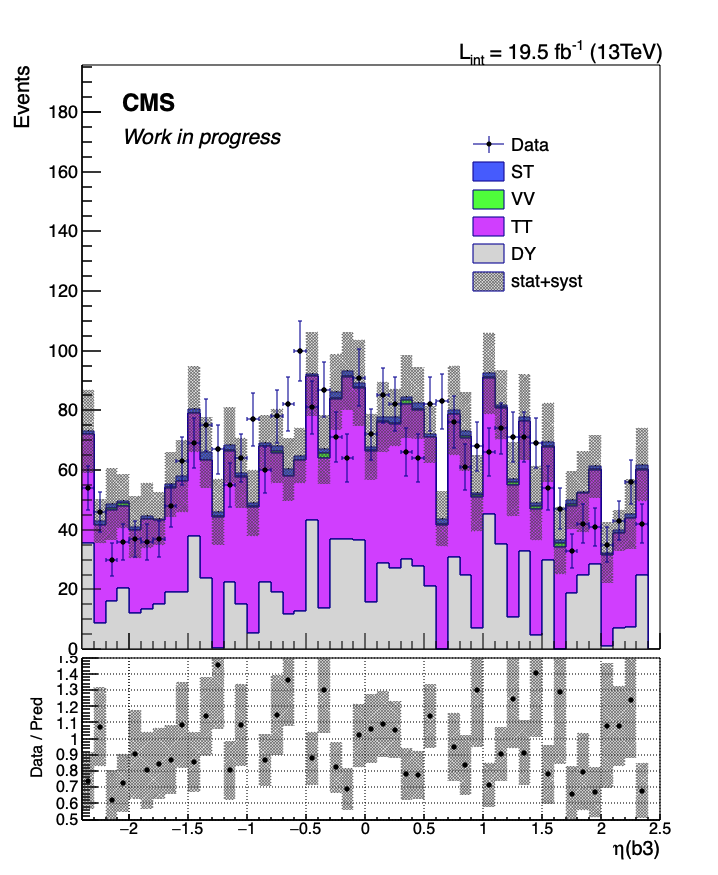 L_int = 19.5 fb⁻¹ (13TeV)
Events
CMS
Work in progress
Data
ST
VV
TT
DY
stat+syst
180
160
140
120
100
80
60
40
20
0
Data / Pred
1.5
1.4
1.3
1.2
1.1
1
0.9
0.8
0.7
0.6
0.5
−2 −1.5 −1 −0.5 0 0.5 1 1.5 2 2.5
η(b3)